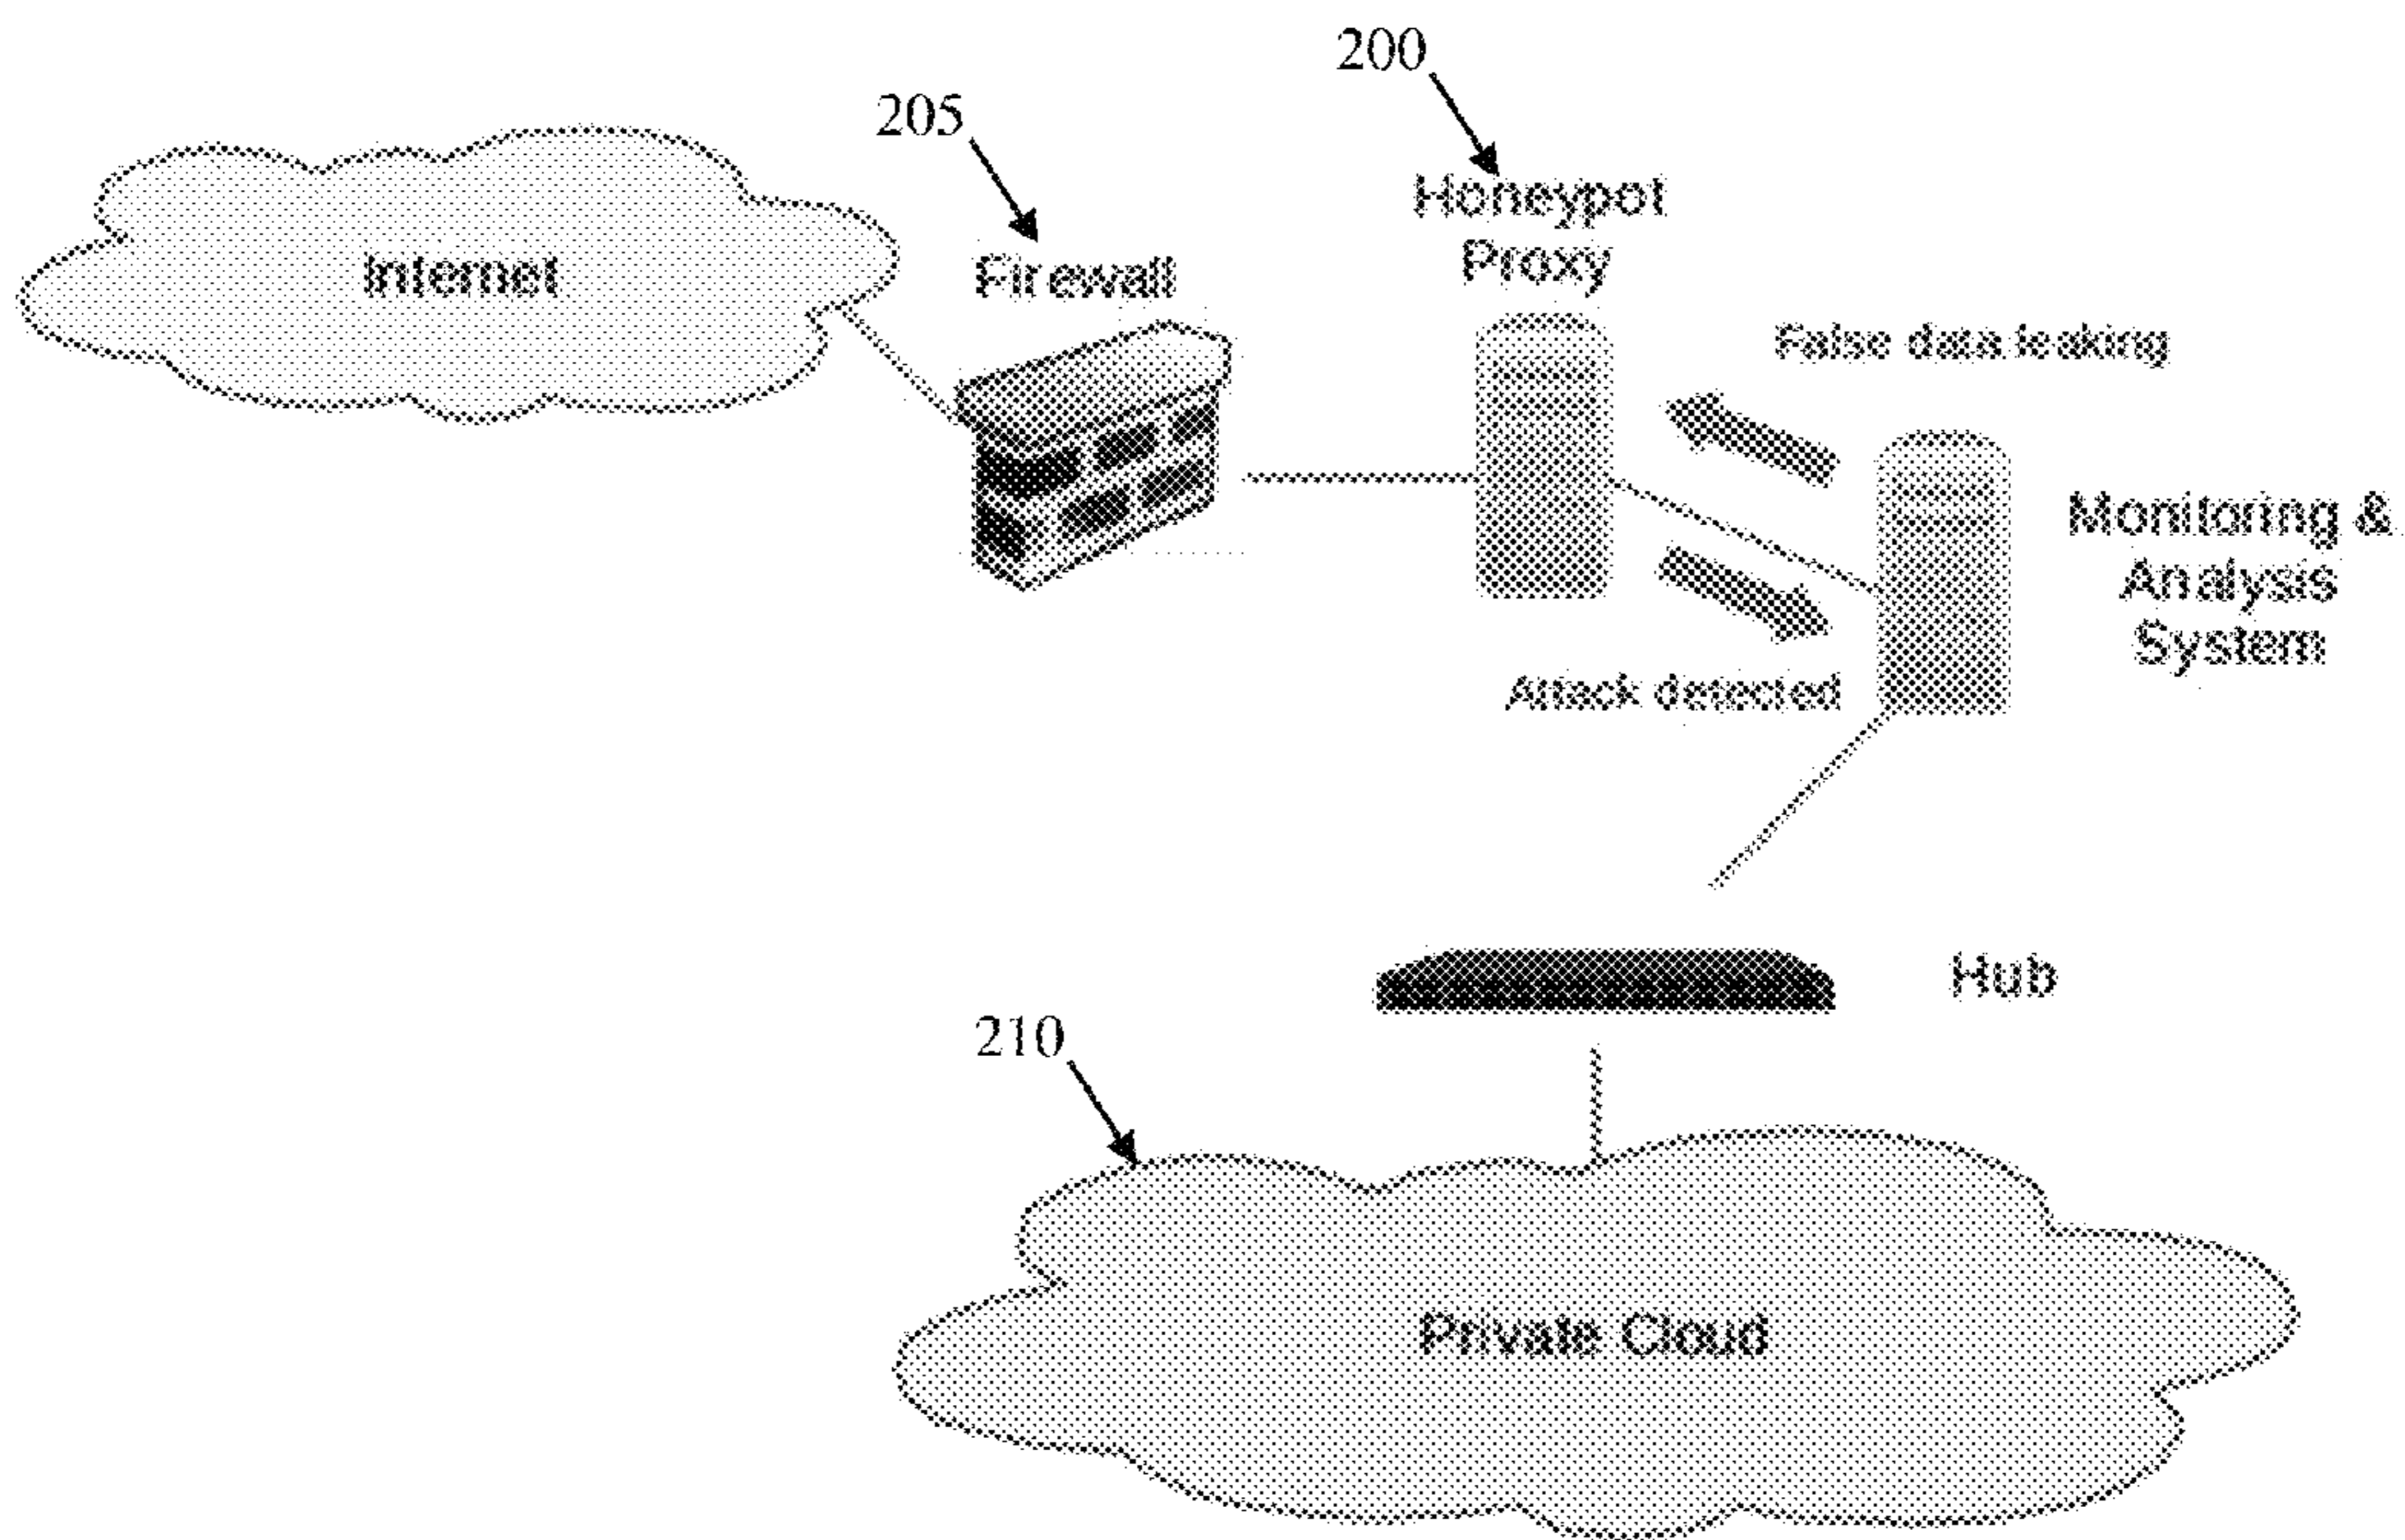 200
205
Honeypot
Proxy
Internet
Firewall
False data leaking
Monitoring &
Analysis
System
Attack detected
Hub
210
Private Cloud